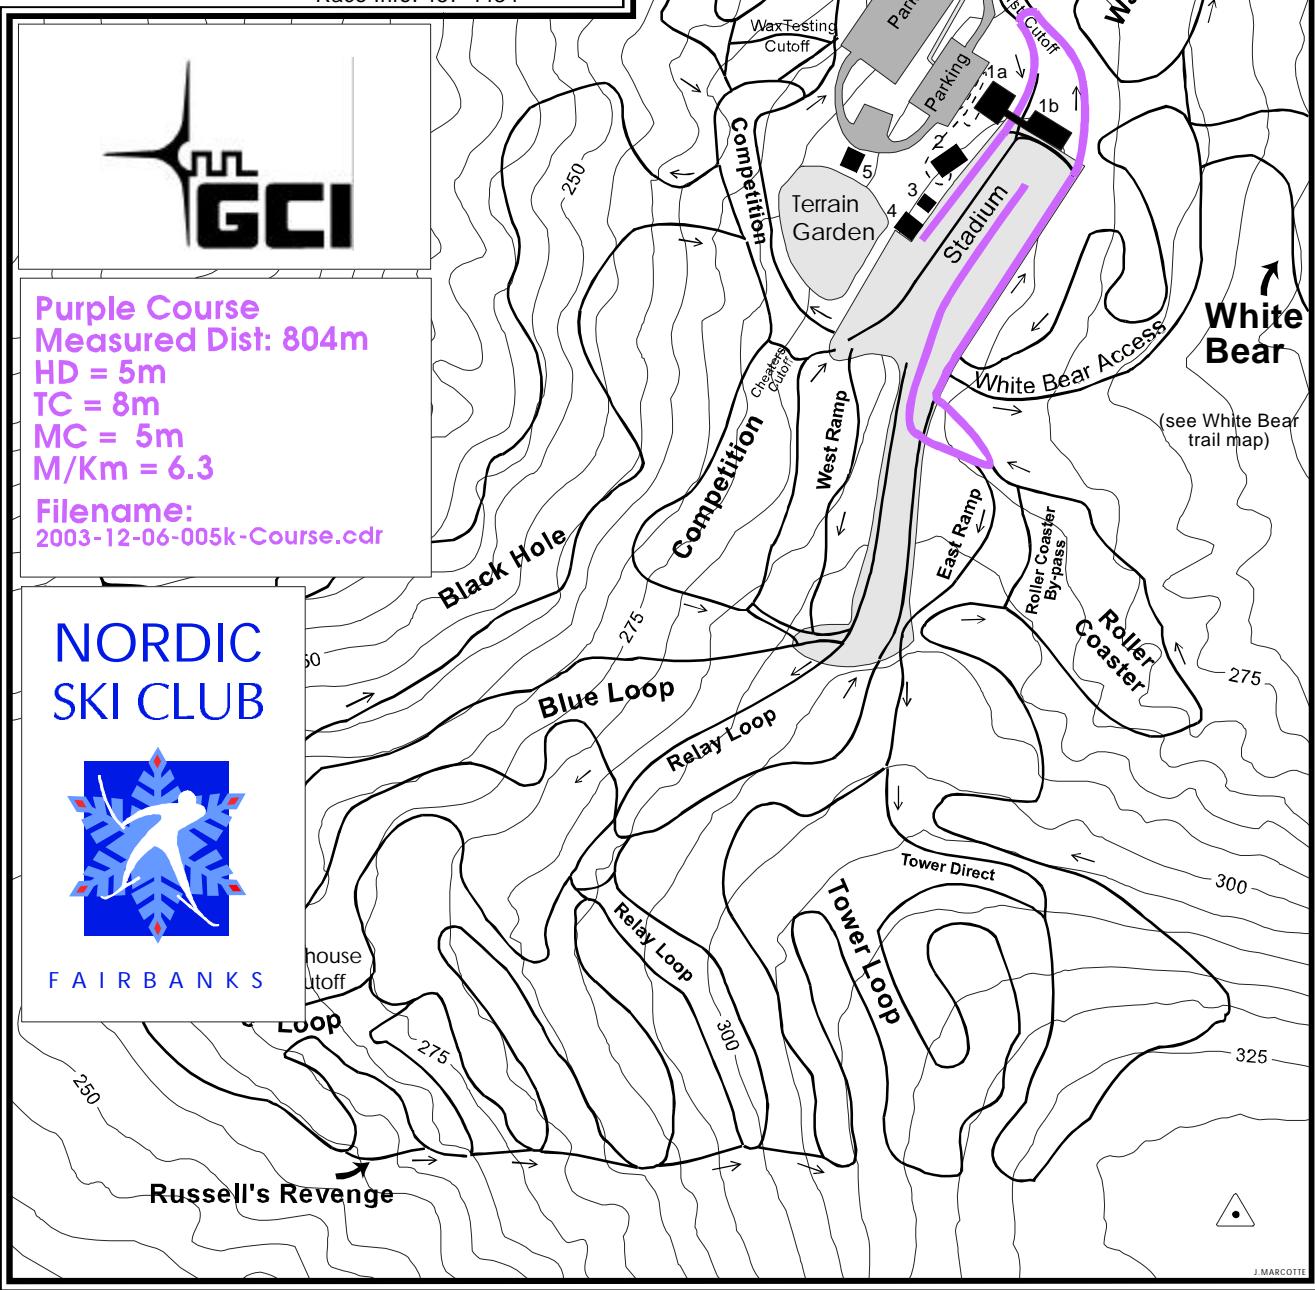 WaxTesting
Cutoff
Cutoff
Parking
1a
1b
2
3
4
5
Competition
Terrain
Garden
Stadium
250
GCI
Purple Course
Measured Dist: 804m
HD = 5m
TC = 8m
MC = 5m
M/Km = 6.3
Filename:
2003-12-06-005k-Course.cdr
White
Bear
(see White Bear
trail map)
White Bear Access
Cheaters
Cutoff
Competition
West Ramp
East Ramp
Roller Coaster
By-pass
Roller
Coaster
Black Hole
275
275
Blue Loop
Relay Loop
NORDIC
SKI CLUB
FAIRBANKS
Tower Direct
300
Tower Loop
Relay Loop
house
utoff
Loop
275
300
325
250
Russell's Revenge
J.MARCOTTE